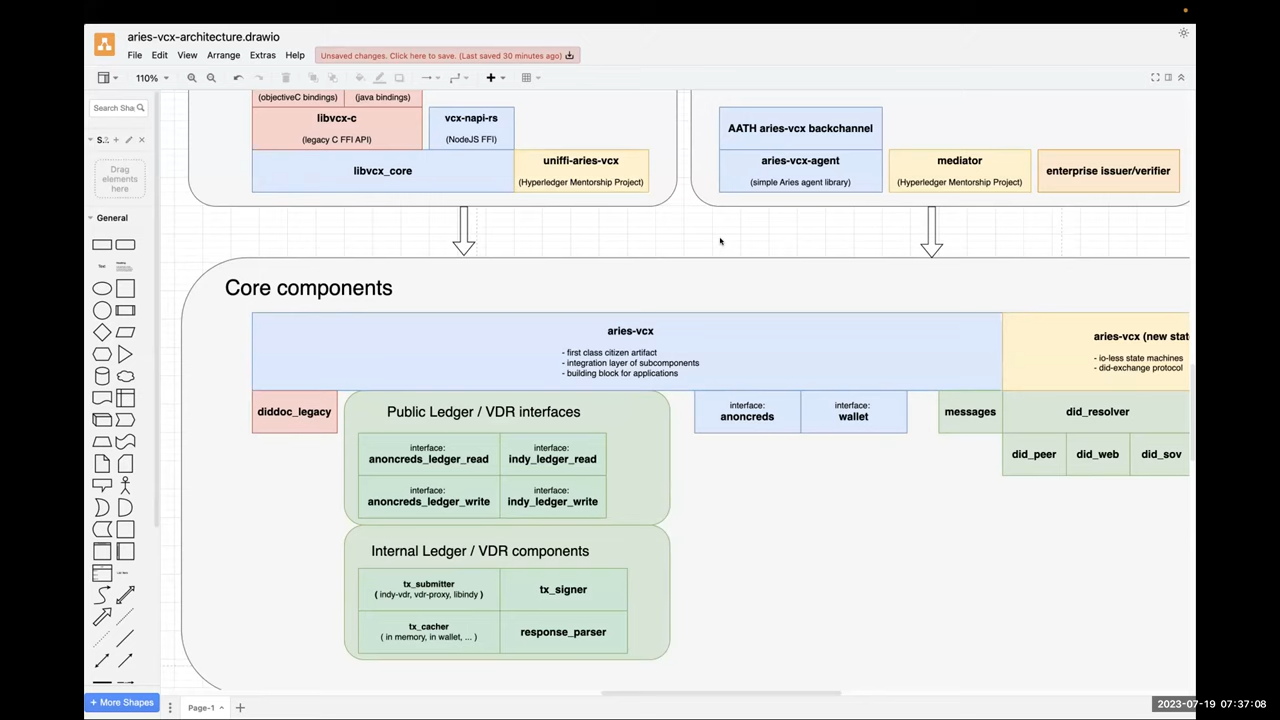 aries-vcx-architecture.drawio
File Edit View Arrange Extras Help Unsaved changes. Click here to save. (Last saved 30 minutes ago)
110%
Search Sha
S..
Drag
elements
here
General
Text
More Shapes
Page-1
(objectiveC bindings)
(java bindings)
libvcx-c
(legacy C FFI API)
vcx-napi-rs
(NodeJS FFI)
libvcx_core
uniffi-aries-vcx
(Hyperledger Mentorship Project)
AATH aries-vcx backchannel
aries-vcx-agent
(simple Aries agent library)
mediator
(Hyperledger Mentorship Project)
enterprise issuer/verifier
Core components
aries-vcx
- first class citizen artifact
- integration layer of subcomponents
- building block for applications
aries-vcx (new stat
- io-less state machines
- did-exchange protocol
diddoc_legacy
Public Ledger / VDR interfaces
interface:
anoncreds_ledger_read
interface:
indy_ledger_read
interface:
anoncreds_ledger_write
interface:
indy_ledger_write
interface:
anoncreds
interface:
wallet
messages
did_resolver
did_peer
did_web
did_sov
Internal Ledger / VDR components
tx_submitter
( indy-vdr, vdr-proxy, libindy )
tx_signer
tx_cacher
( in memory, in wallet, ... )
response_parser
2023-07-19 07:37:08